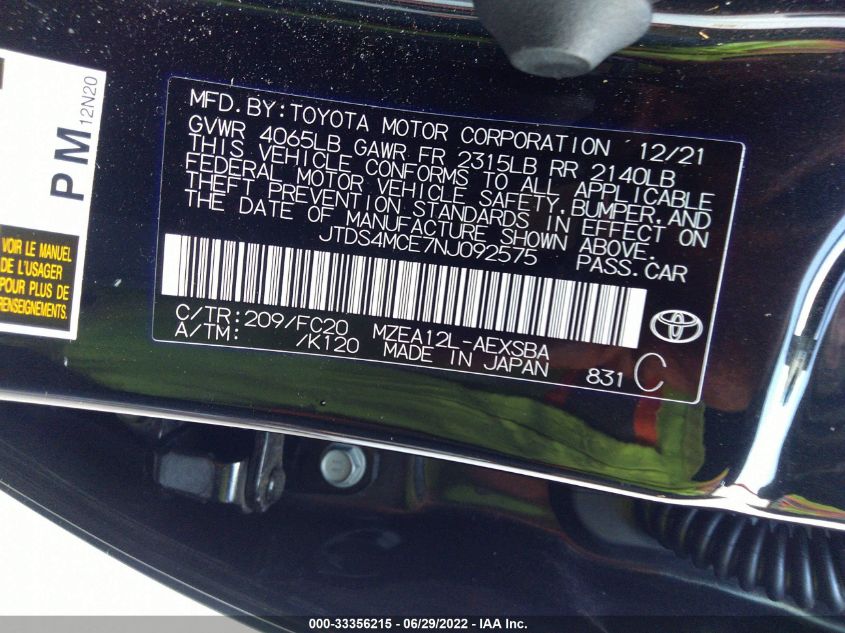 PM
12N20
VOIR LE MANUEL
DE L'USAGER
POUR PLUS DE
RENSEIGNEMENTS.
MFD. BY: TOYOTA MOTOR CORPORATION 12/21
GVWR 4065LB GAWR FR 2315LB RR 2140LB
THIS VEHICLE CONFORMS TO ALL APPLICABLE
FEDERAL MOTOR VEHICLE SAFETY, BUMPER, AND
THEFT PREVENTION STANDARDS IN EFFECT ON
THE DATE OF MANUFACTURE SHOWN ABOVE.
JTDS4MCE7NJ092575 PASS. CAR
C/TR: 209/FC20 MZEA12L-AEXSBA
A/TM: /K120 MADE IN JAPAN 831 C
000-33356215 - 06/29/2022 - IAA Inc.